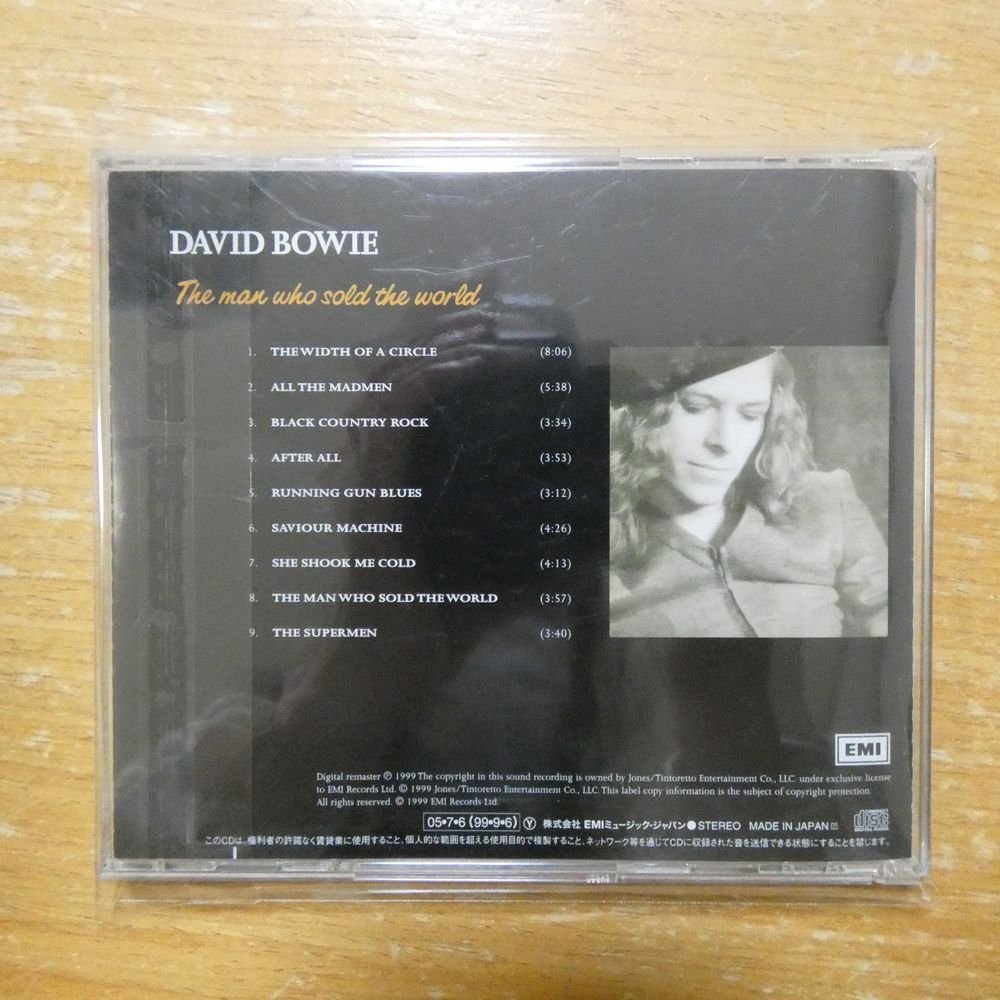 DAVID BOWIE
The man who sold the world
1. THE WIDTH OF A CIRCLE (8:06)
2. ALL THE MADMEN (5:38)
3. BLACK COUNTRY ROCK (3:34)
4. AFTER ALL (3:53)
5. RUNNING GUN BLUES (3:12)
6. SAVIOUR MACHINE (4:26)
7. SHE SHOOK ME COLD (4:13)
8. THE MAN WHO SOLD THE WORLD (3:57)
9. THE SUPERMEN (3:40)
EMI
Digital remaster ℗ 1999 The copyright in this sound recording is owned by Jones/Tintoretto Entertainment Co., LLC. under exclusive license
to EMI Records Ltd. © 1999 Jones/Tintoretto Entertainment Co., LLC. This label copy information is the subject of copyright protection.
All rights reserved. © 1999 EMI Records Ltd.
05•7•6 (99•9•6) Ⓨ 株式会社 EMIミュージック・ジャパン●STEREO MADE IN JAPAN COMPACT disc DIGITAL AUDIO
このCDは、権利者の許諾なく賃貸業に使用すること、個人的な範囲を超える使用目的で複製すること、ネットワーク等を通じてCDに収録された音を送信できる状態にすることを禁じます。